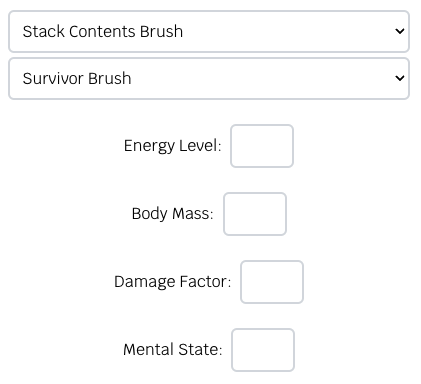 Stack Contents Brush
Survivor Brush
Energy Level:
Body Mass:
Damage Factor:
Mental State: